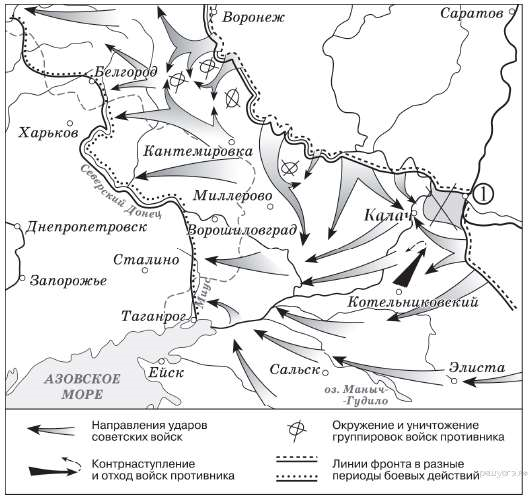 Воронеж
Саратов
Белгород
Харьков
Кантемировка
Северский Донец
Миллерово
Калач
1
Днепропетровск
Ворошиловград
Сталино
Запорожье
Миус
Котельниковский
Таганрог
АЗОВСКОЕ
МОРЕ
Ейск
Сальск
Элиста
оз. Маныч-
-Гудило
Направления ударов
советских войск
Окружение и уничтожение
группировок войск противника
Контрнаступление
и отход войск противника
Линии фронта в разные
периоды боевых действий